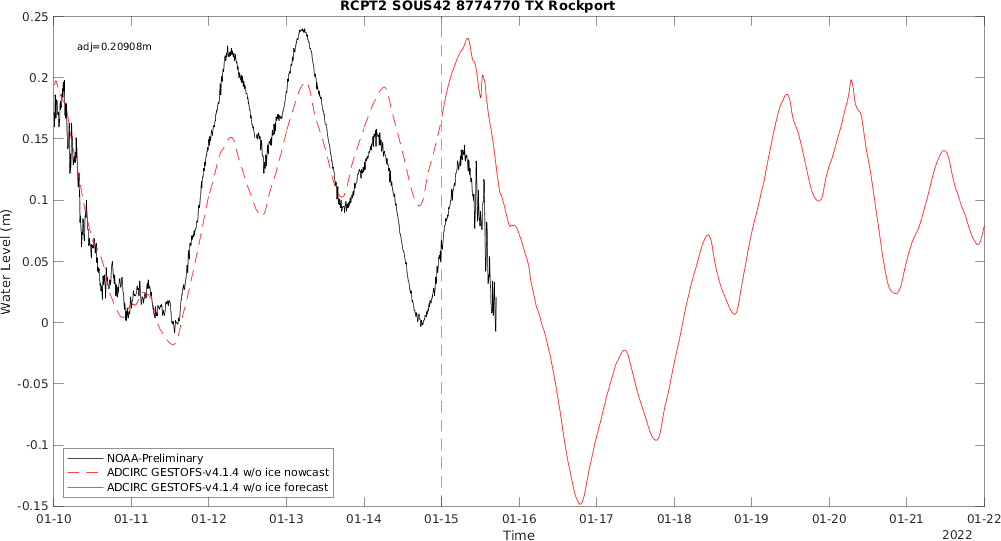 RCPT2 SOUS42 8774770 TX Rockport
0.25
adj=0.20908m
0.2
0.15
0.1
0.05
0
-0.05
-0.1
-0.15
Water Level (m)
NOAA-Preliminary
ADCIRC GESTOFS-v4.1.4 w/o ice nowcast
ADCIRC GESTOFS-v4.1.4 w/o ice forecast
01-10 01-11 01-12 01-13 01-14 01-15 01-16 01-17 01-18 01-19 01-20 01-21 01-22
Time
2022